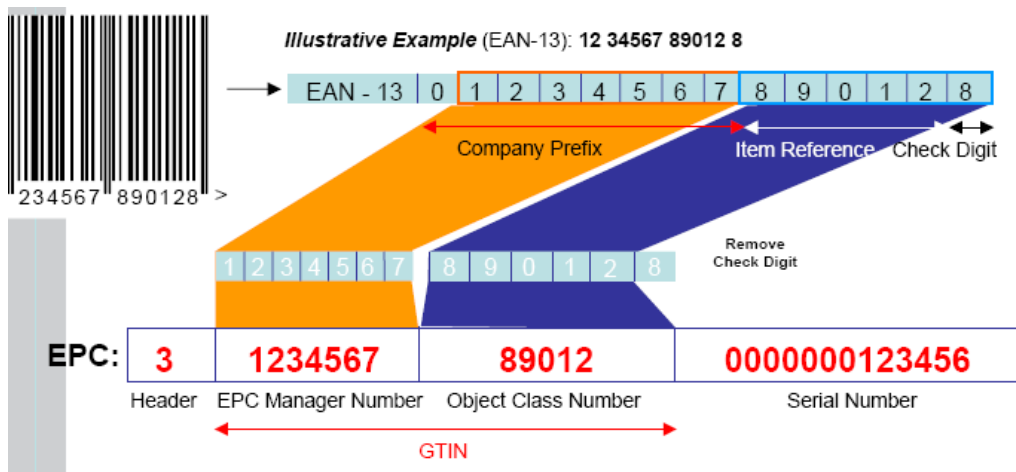 Illustrative Example (EAN-13): 12 34567 89012 8
EAN - 13 0 1 2 3 4 5 6 7 8 9 0 1 2 8
Company Prefix Item Reference Check Digit
234567 890128 >
Remove
Check Digit
1 2 3 4 5 6 7 8 9 0 1 2 8
EPC: 3 1234567 89012 0000000123456
Header EPC Manager Number Object Class Number Serial Number
GTIN